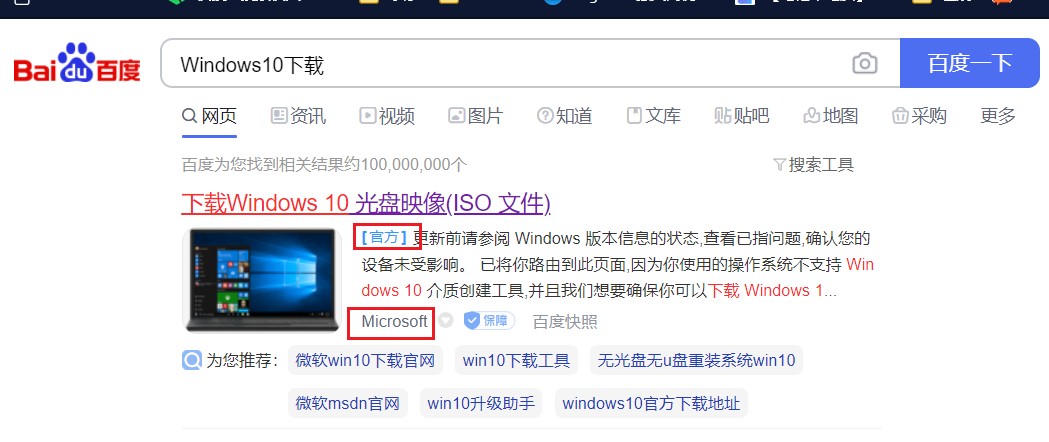 Bai du 百度
Windows10下载
百度一下
网页 资讯 视频 图片 知道 文库 贴吧 地图 采购 更多
百度为您找到相关结果约100,000,000个
搜索工具
下载Windows 10 光盘映像(ISO 文件)
[官方] 更新前请参阅 Windows 版本信息的状态,查看已指问题,确认您的
设备未受影响。 已将你路由到此页面,因为你使用的操作系统不支持 Win
dows 10 介质创建工具,并且我们想要确保你可以下载 Windows 1...
Microsoft 保障 百度快照
为您推荐: 微软win10下载官网 win10下载工具 无光盘无u盘重装系统win10
微软msdn官网 win10升级助手 windows10官方下载地址